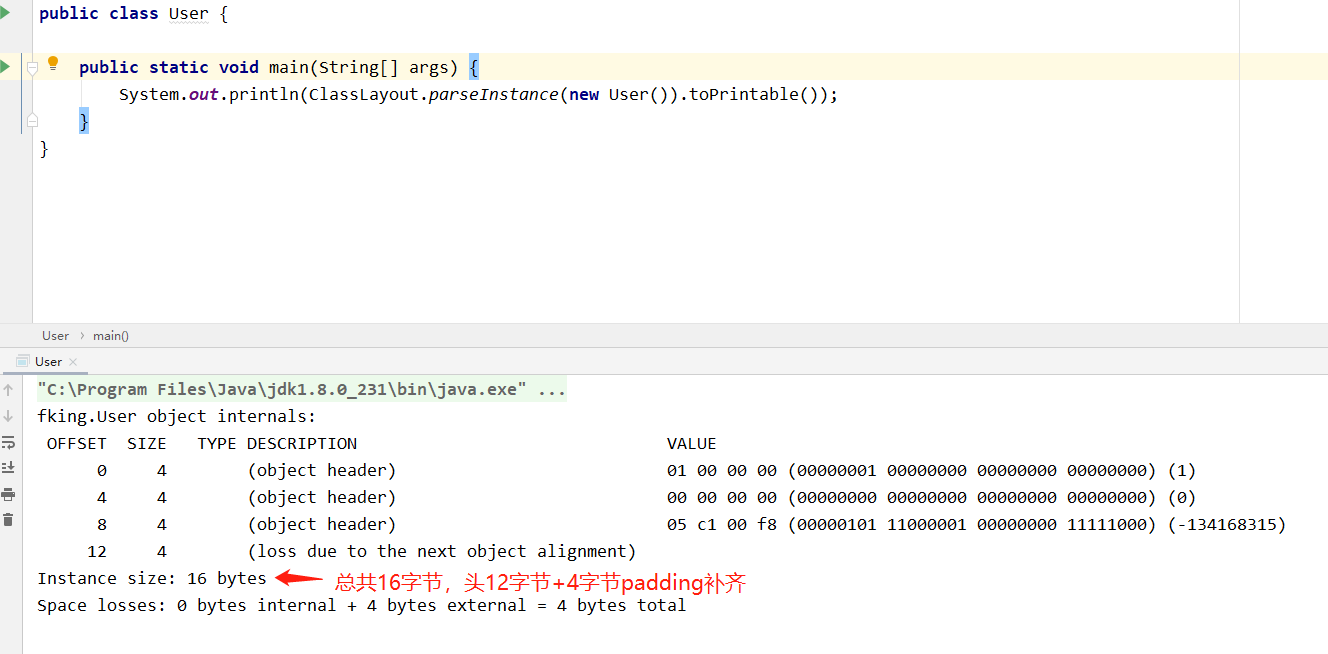 public class User {
public static void main(String[] args) {
System.out.println(ClassLayout.parseInstance(new User()).toPrintable());
}
}
User › main()
User ×
"C:\Program Files\Java\jdk1.8.0_231\bin\java.exe" ...
fking.User object internals:
OFFSET SIZE TYPE DESCRIPTION VALUE
0 4 (object header) 01 00 00 00 (00000001 00000000 00000000 00000000) (1)
4 4 (object header) 00 00 00 00 (00000000 00000000 00000000 00000000) (0)
8 4 (object header) 05 c1 00 f8 (00000101 11000001 00000000 11111000) (-134168315)
12 4 (loss due to the next object alignment)
Instance size: 16 bytes 总共16字节，头12字节+4字节padding补齐
Space losses: 0 bytes internal + 4 bytes external = 4 bytes total